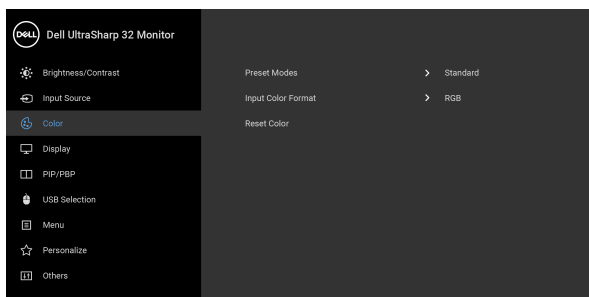 DELL Dell UltraSharp 32 Monitor
Brightness/Contrast Preset Modes > Standard
Input Source Input Color Format > RGB
Color Reset Color
Display
PIP/PBP
USB Selection
Menu
Personalize
Others